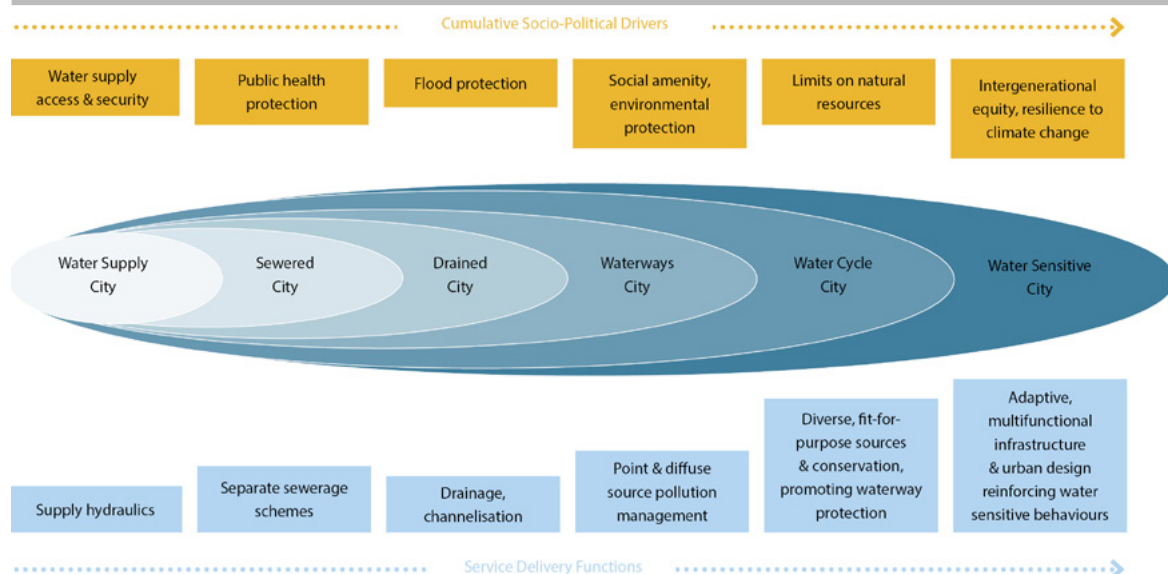 Cumulative Socio-Political Drivers
Water supply
access & security
Public health
protection
Flood protection
Social amenity,
environmental
protection
Limits on natural
resources
Intergenerational
equity, resilience to
climate change
Water Supply
City
Sewered
City
Drained
City
Waterways
City
Water Cycle
City
Water Sensitive
City
Supply hydraulics
Separate sewerage
schemes
Drainage,
channelisation
Point & diffuse
source pollution
management
Diverse, fit-for-
purpose sources
& conservation,
promoting waterway
protection
Adaptive,
multifunctional
infrastructure
& urban design
reinforcing water
sensitive behaviours
Service Delivery Functions